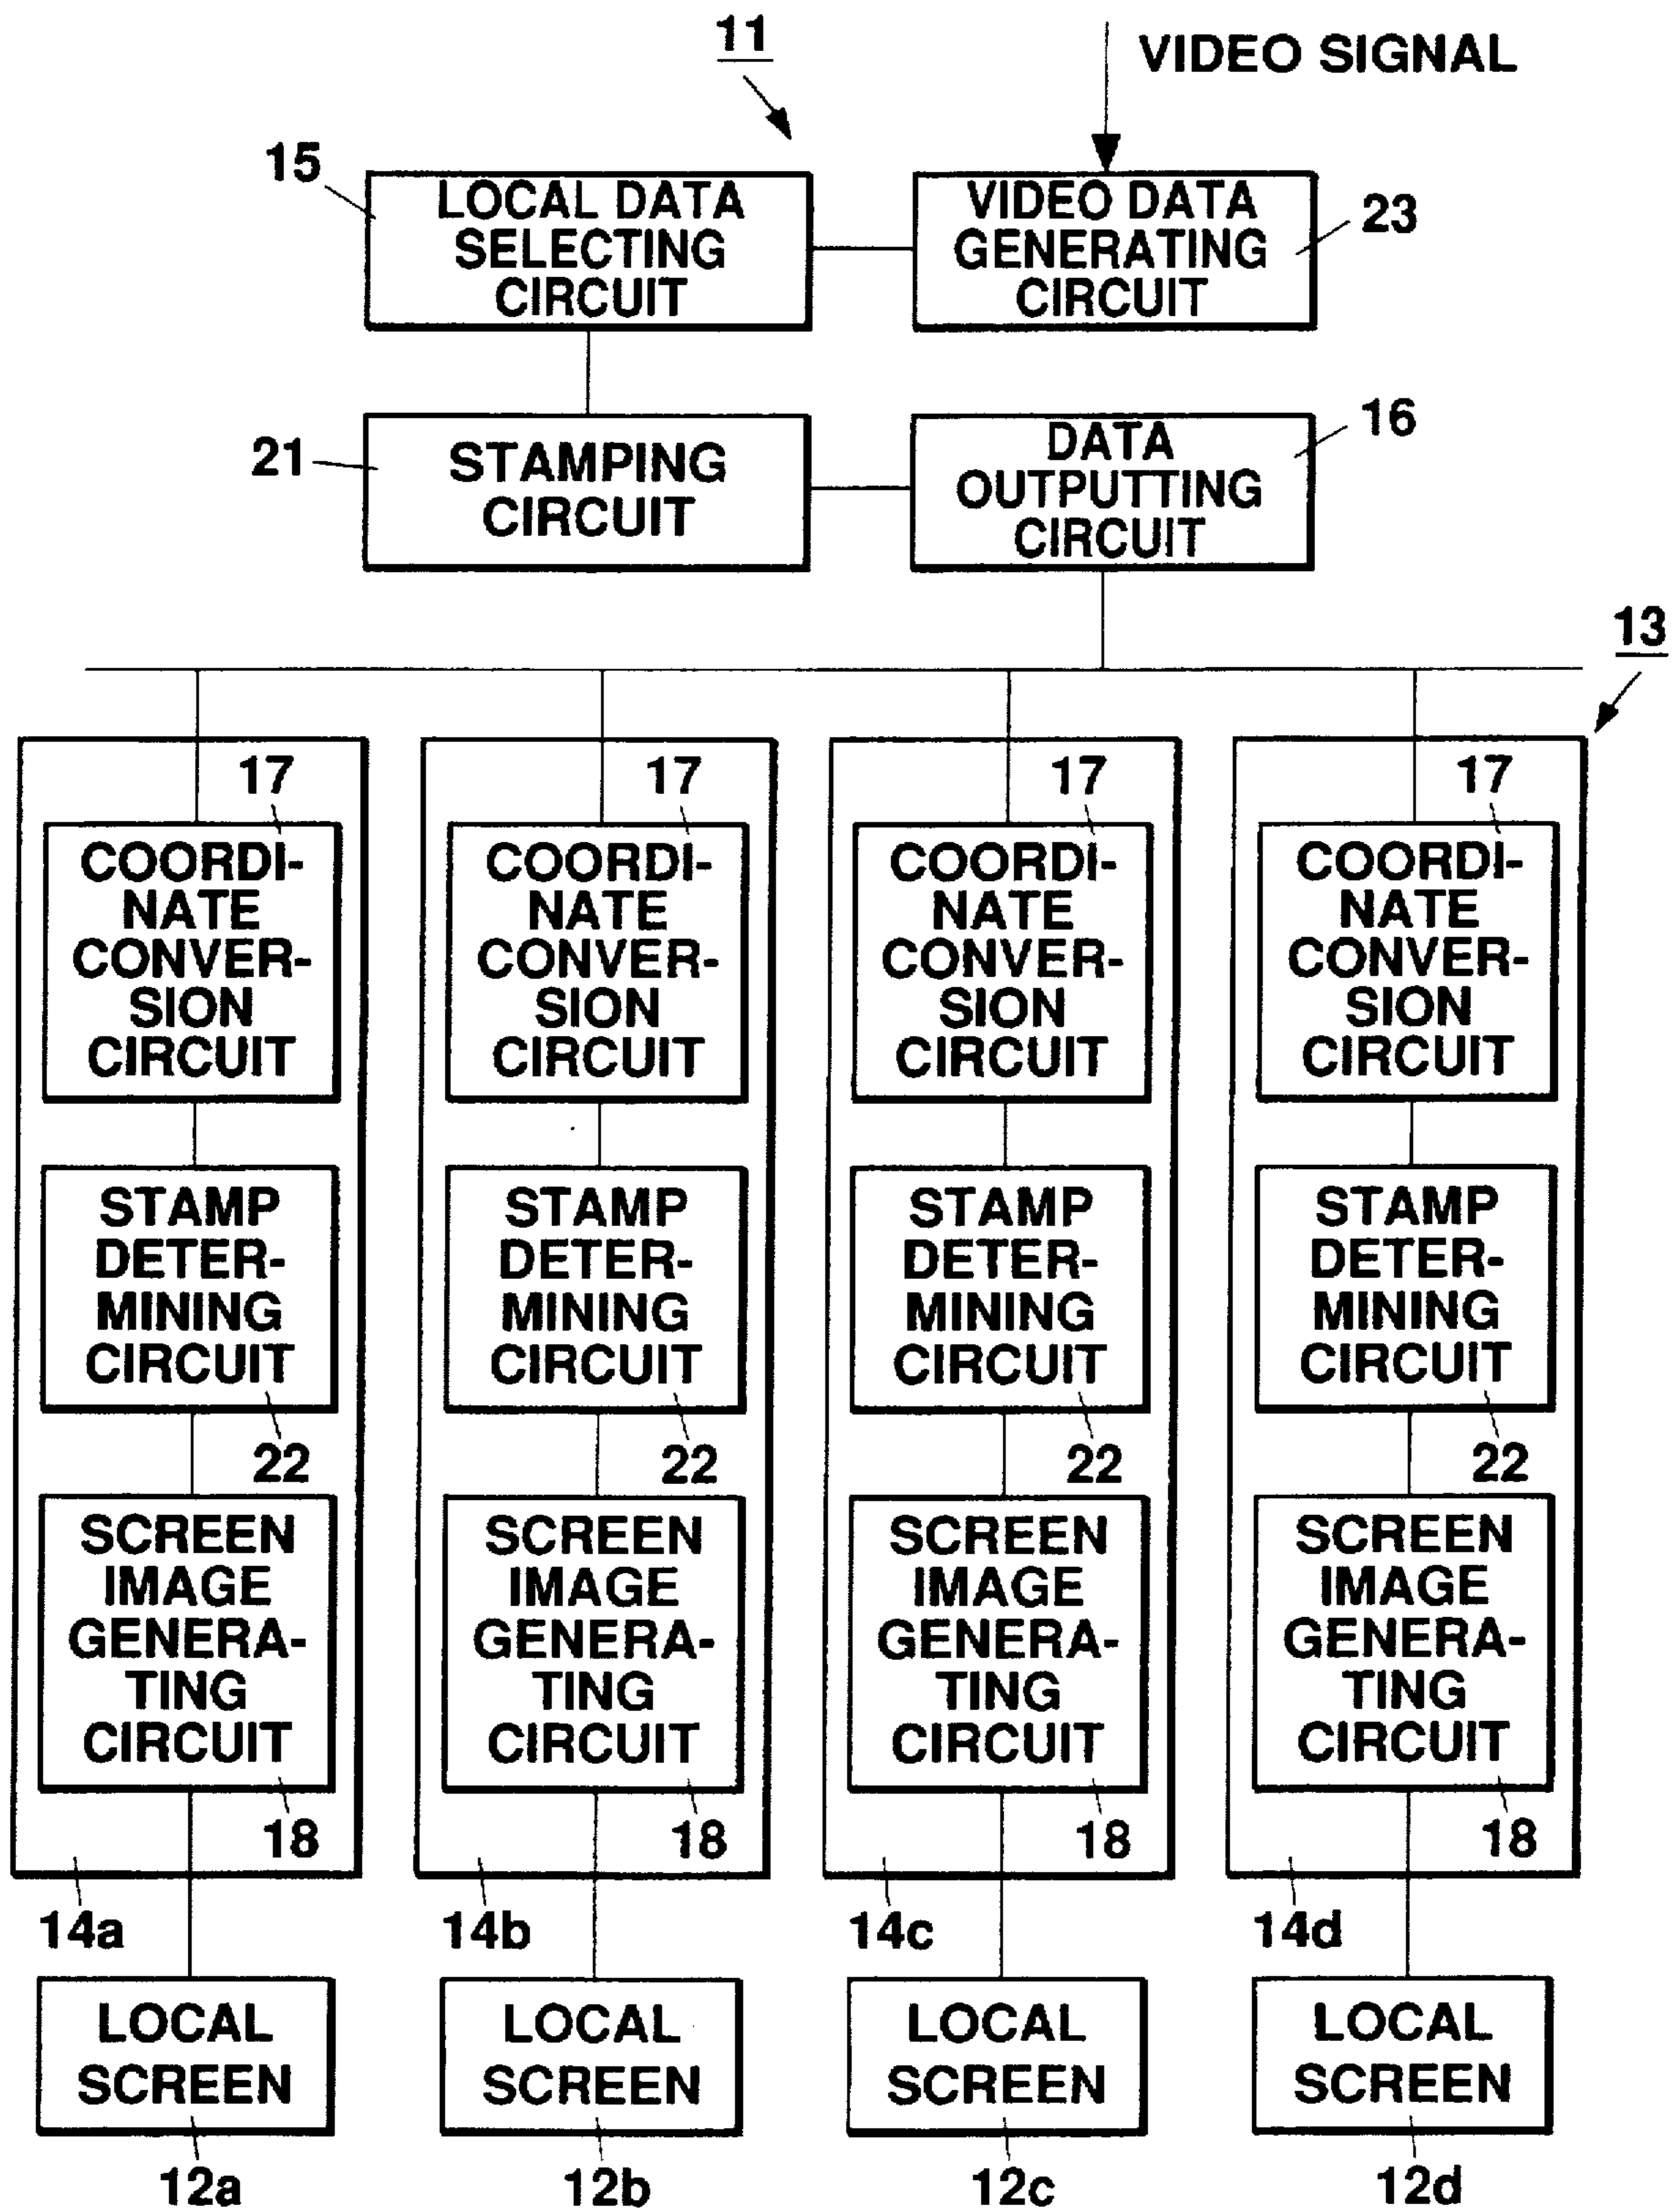 11
VIDEO SIGNAL
15
LOCAL DATA
SELECTING
CIRCUIT
VIDEO DATA
GENERATING
CIRCUIT
23
21
STAMPING
CIRCUIT
DATA
OUTPUTTING
CIRCUIT
16
13
17
COORDI-
NATE
CONVER-
SION
CIRCUIT
STAMP
DETER-
MINING
CIRCUIT
22
SCREEN
IMAGE
GENERA-
TING
CIRCUIT
18
14a
LOCAL
SCREEN
12a
17
COORDI-
NATE
CONVER-
SION
CIRCUIT
STAMP
DETER-
MINING
CIRCUIT
22
SCREEN
IMAGE
GENERA-
TING
CIRCUIT
18
14b
LOCAL
SCREEN
12b
17
COORDI-
NATE
CONVER-
SION
CIRCUIT
STAMP
DETER-
MINING
CIRCUIT
22
SCREEN
IMAGE
GENERA-
TING
CIRCUIT
18
14c
LOCAL
SCREEN
12c
17
COORDI-
NATE
CONVER-
SION
CIRCUIT
STAMP
DETER-
MINING
CIRCUIT
22
SCREEN
IMAGE
GENERA-
TING
CIRCUIT
18
14d
LOCAL
SCREEN
12d